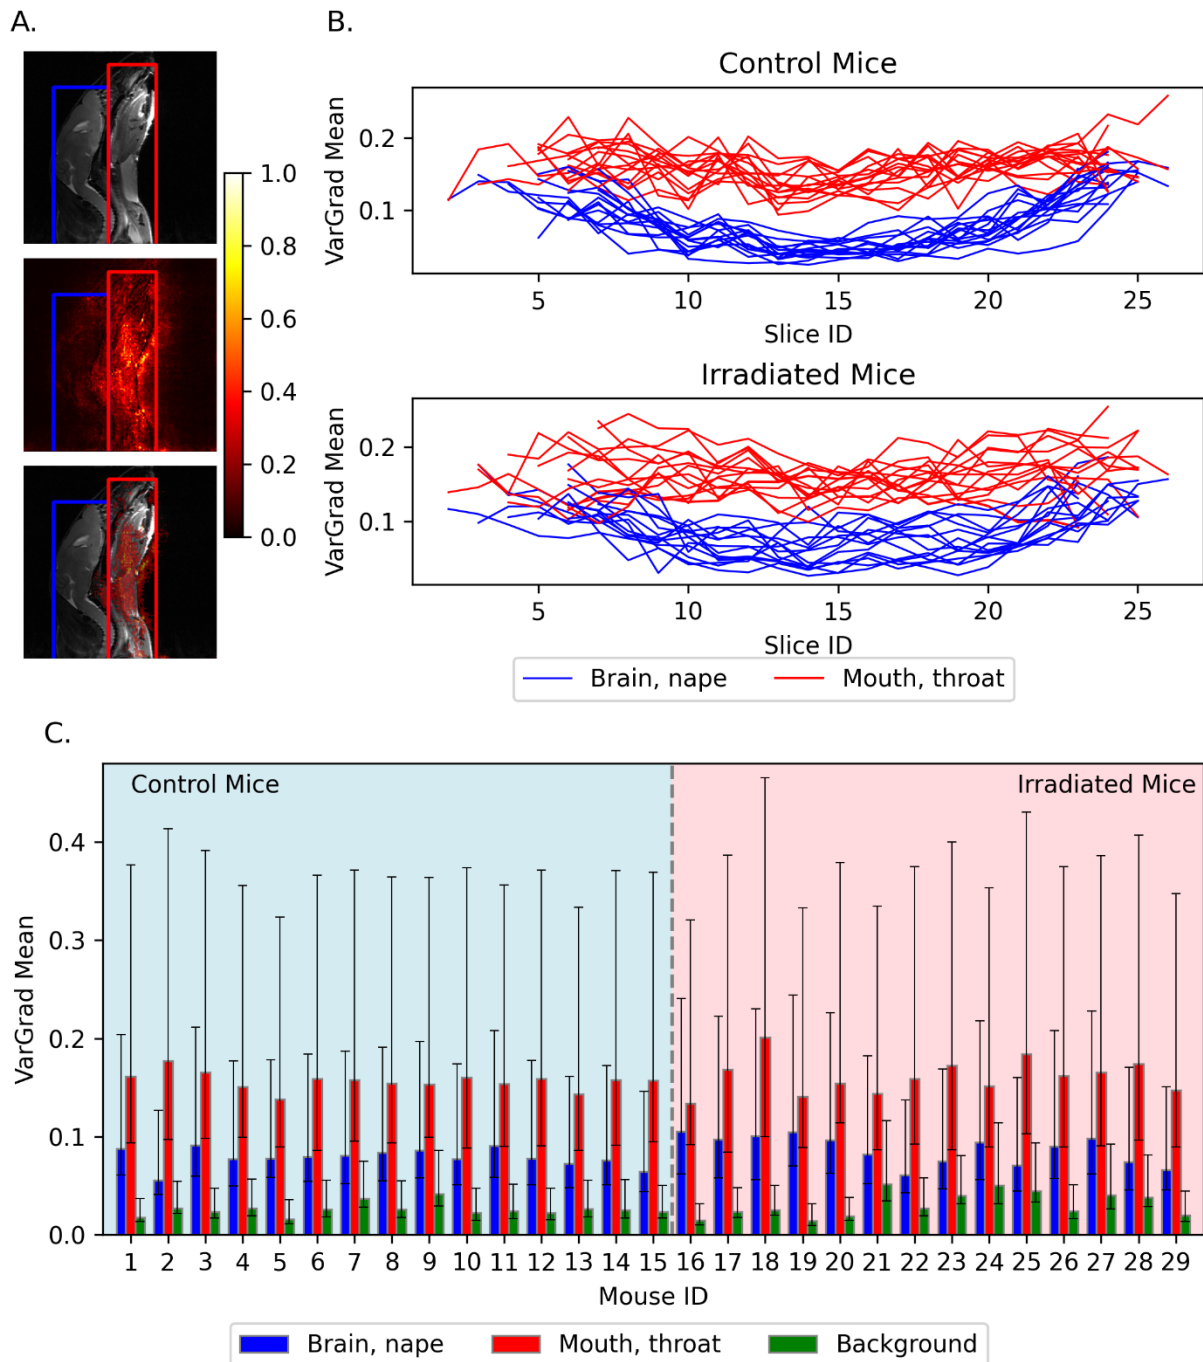 A.
1.0
0.8
0.6
0.4
0.2
0.0
B.
Control Mice
VarGrad Mean
0.2
0.1
5 10 15 20 25
Slice ID
Irradiated Mice
VarGrad Mean
0.2
0.1
5 10 15 20 25
Slice ID
Brain, nape Mouth, throat
C.
Control Mice Irradiated Mice
VarGrad Mean
0.4
0.3
0.2
0.1
0.0
1 2 3 4 5 6 7 8 9 10 11 12 13 14 15 16 17 18 19 20 21 22 23 24 25 26 27 28 29
Mouse ID
Brain, nape Mouth, throat Background